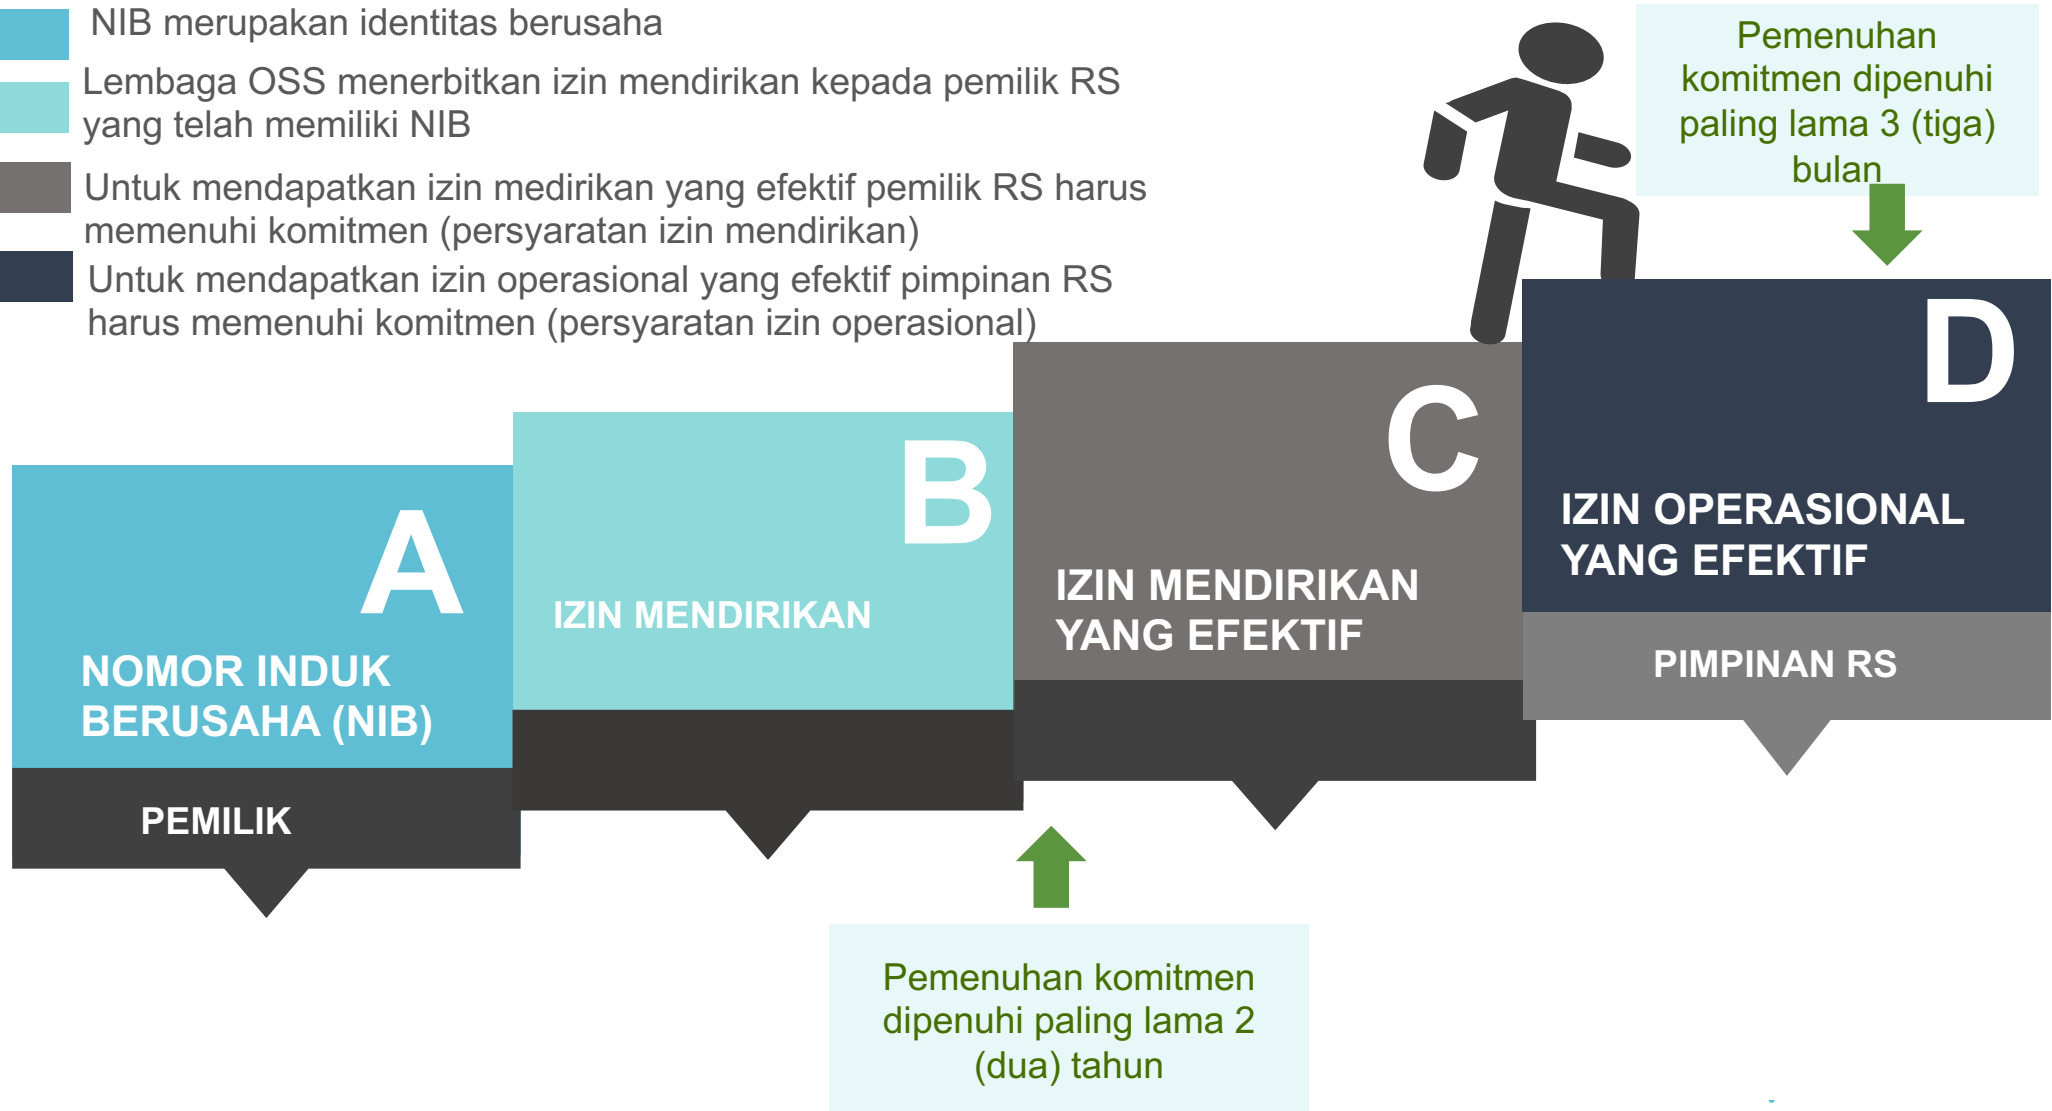 NIB merupakan identitas berusaha
Lembaga OSS menerbitkan izin mendirikan kepada pemilik RS
yang telah memiliki NIB
Untuk mendapatkan izin medirikan yang efektif pemilik RS harus
memenuhi komitmen (persyaratan izin mendirikan)
Untuk mendapatkan izin operasional yang efektif pimpinan RS
harus memenuhi komitmen (persyaratan izin operasional)
Pemenuhan
komitmen dipenuhi
paling lama 3 (tiga)
bulan
A
NOMOR INDUK
BERUSAHA (NIB)
PEMILIK
B
IZIN MENDIRIKAN
C
IZIN MENDIRIKAN
YANG EFEKTIF
D
IZIN OPERASIONAL
YANG EFEKTIF
PIMPINAN RS
Pemenuhan komitmen
dipenuhi paling lama 2
(dua) tahun